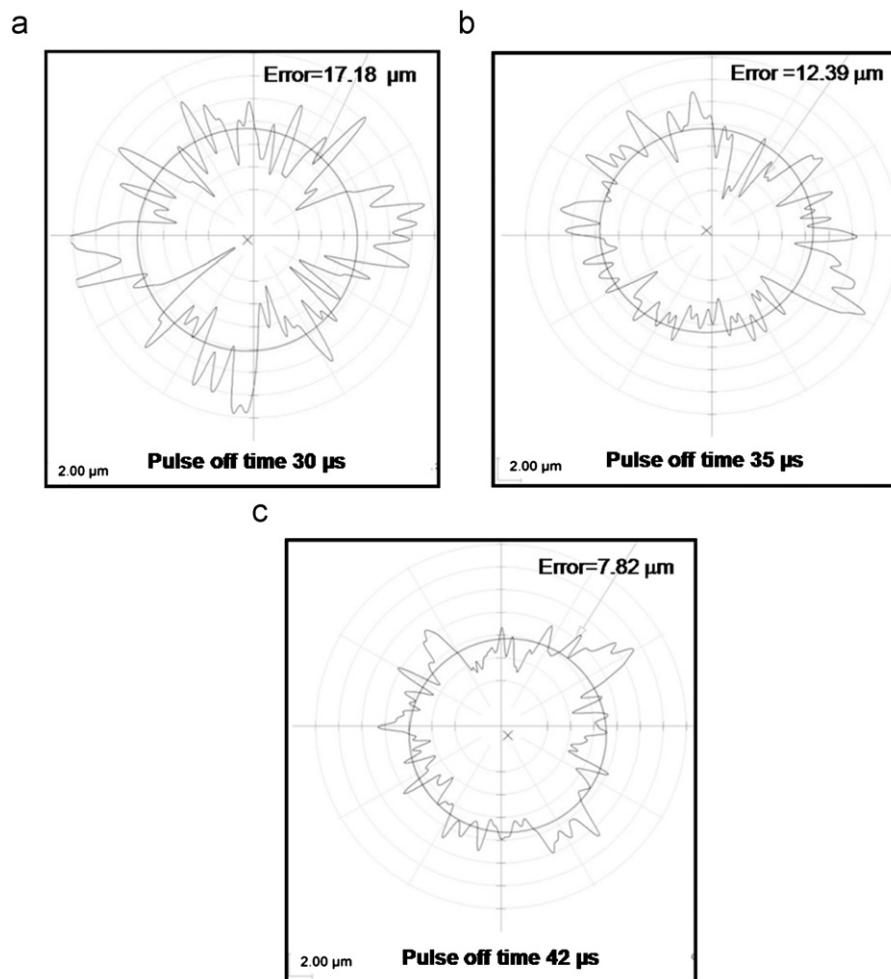 a
Error=17.18 µm
2.00 µm
Pulse off time 30 µs
b
Error =12.39 µm
2.00 µm
Pulse off time 35 µs
c
Error=7.82 µm
2.00 µm
Pulse off time 42 µs